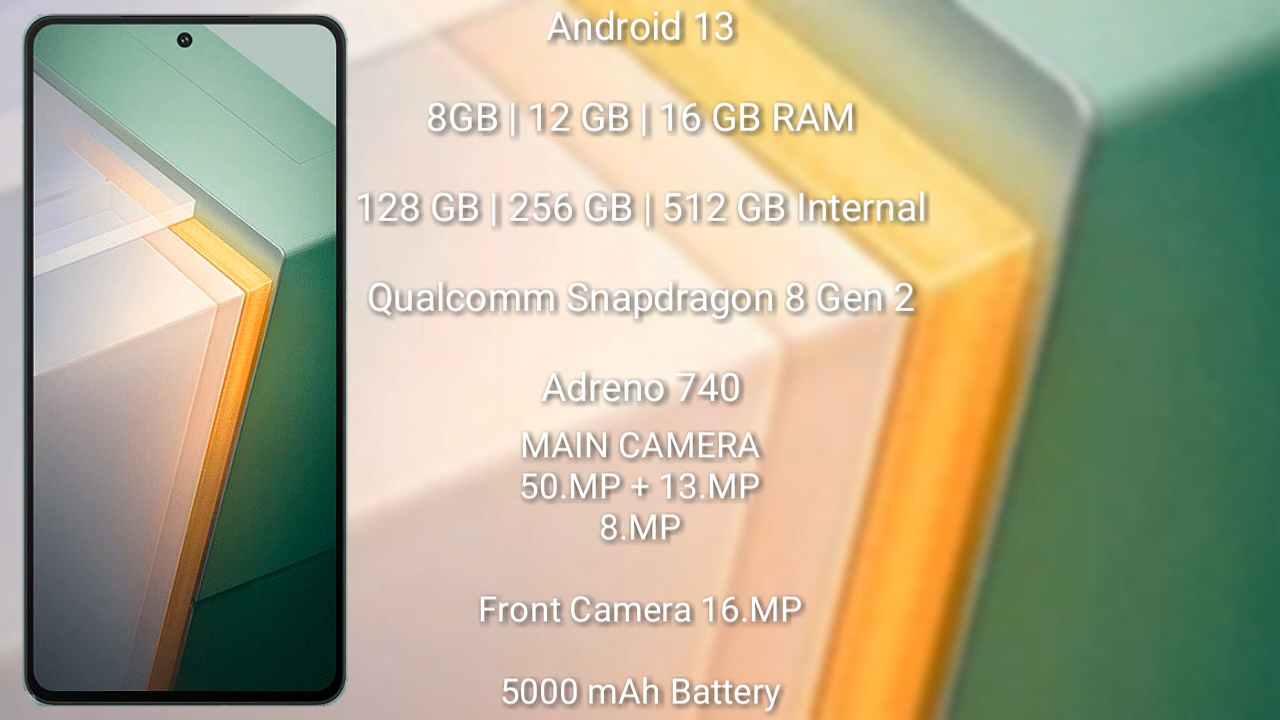 Android 13
8GB | 12 GB | 16 GB RAM
128 GB | 256 GB | 512 GB Internal
Qualcomm Snapdragon 8 Gen 2
Adreno 740
MAIN CAMERA
50.MP + 13.MP
8.MP
Front Camera 16.MP
5000 mAh Battery